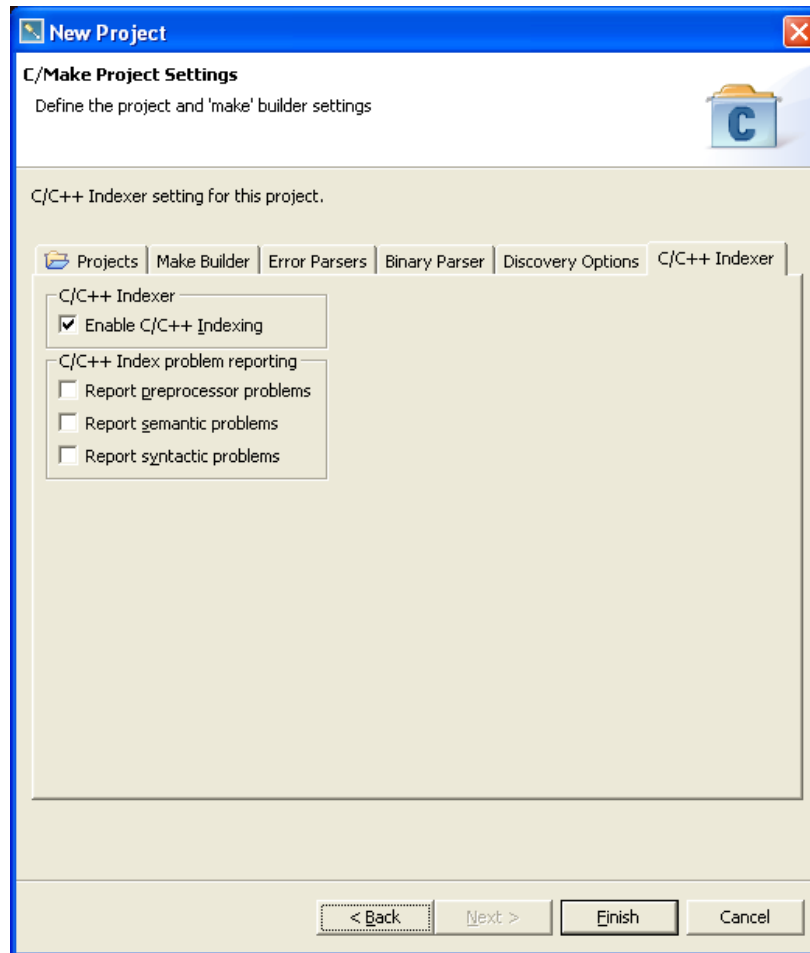 New Project
C/Make Project Settings
Define the project and 'make' builder settings
C
C/C++ Indexer setting for this project.
Projects Make Builder Error Parsers Binary Parser Discovery Options C/C++ Indexer
C/C++ Indexer
Enable C/C++ Indexing
C/C++ Index problem reporting
Report preprocessor problems
Report semantic problems
Report syntactic problems
< Back Next > Finish Cancel